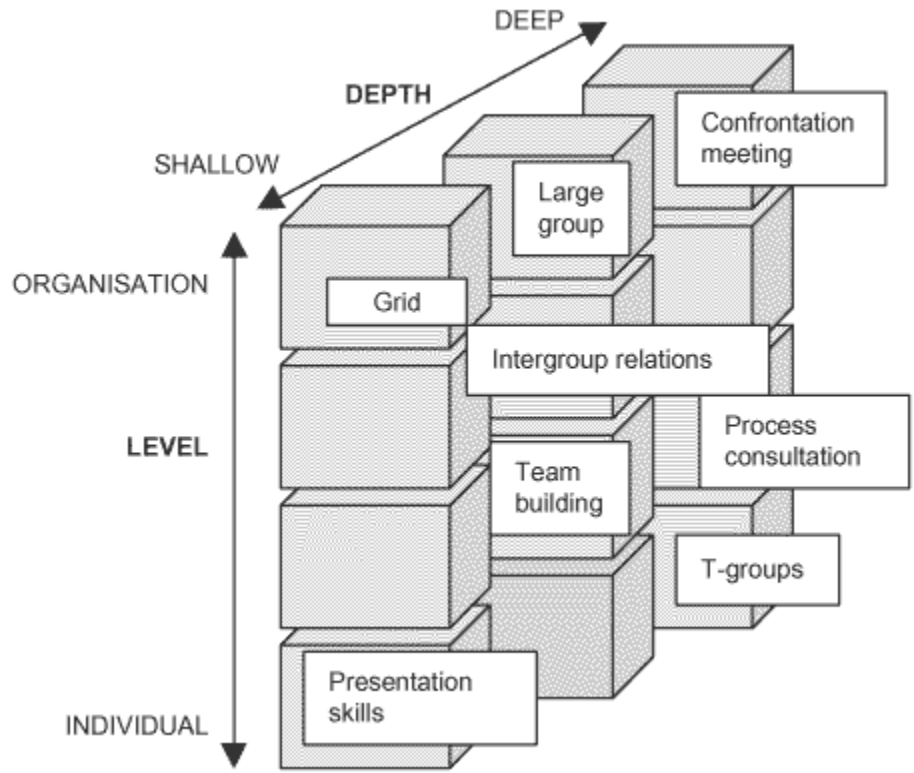 DEEP
DEPTH
Confrontation
meeting
SHALLOW
Large
group
ORGANISATION
Grid
Intergroup relations
LEVEL
Process
consultation
Team
building
T-groups
Presentation
skills
INDIVIDUAL